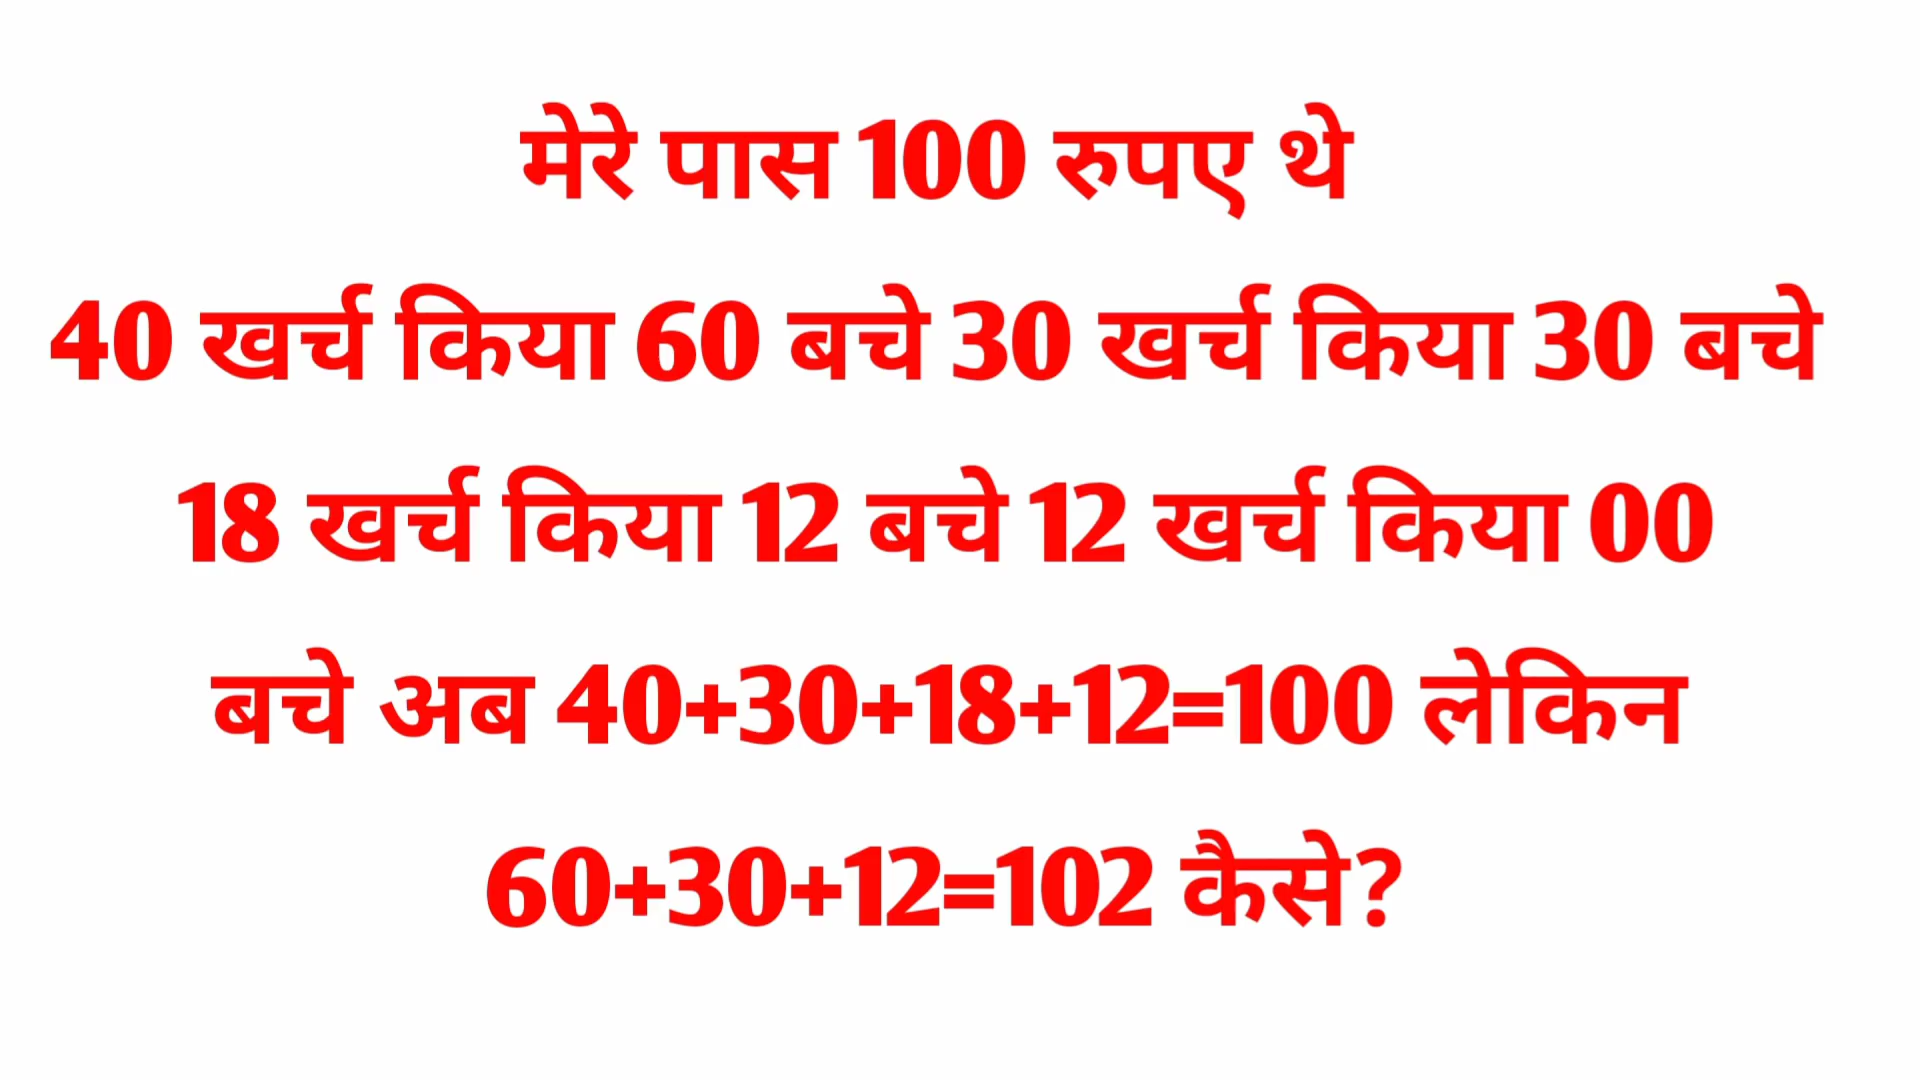 मेरे पास 100 रुपए थे
40 खर्च किया 60 बचे 30 खर्च किया 30 बचे
18 खर्च किया 12 बचे 12 खर्च किया 00
बचे अब 40+30+18+12=100 लेकिन
60+30+12=102 कैसे?